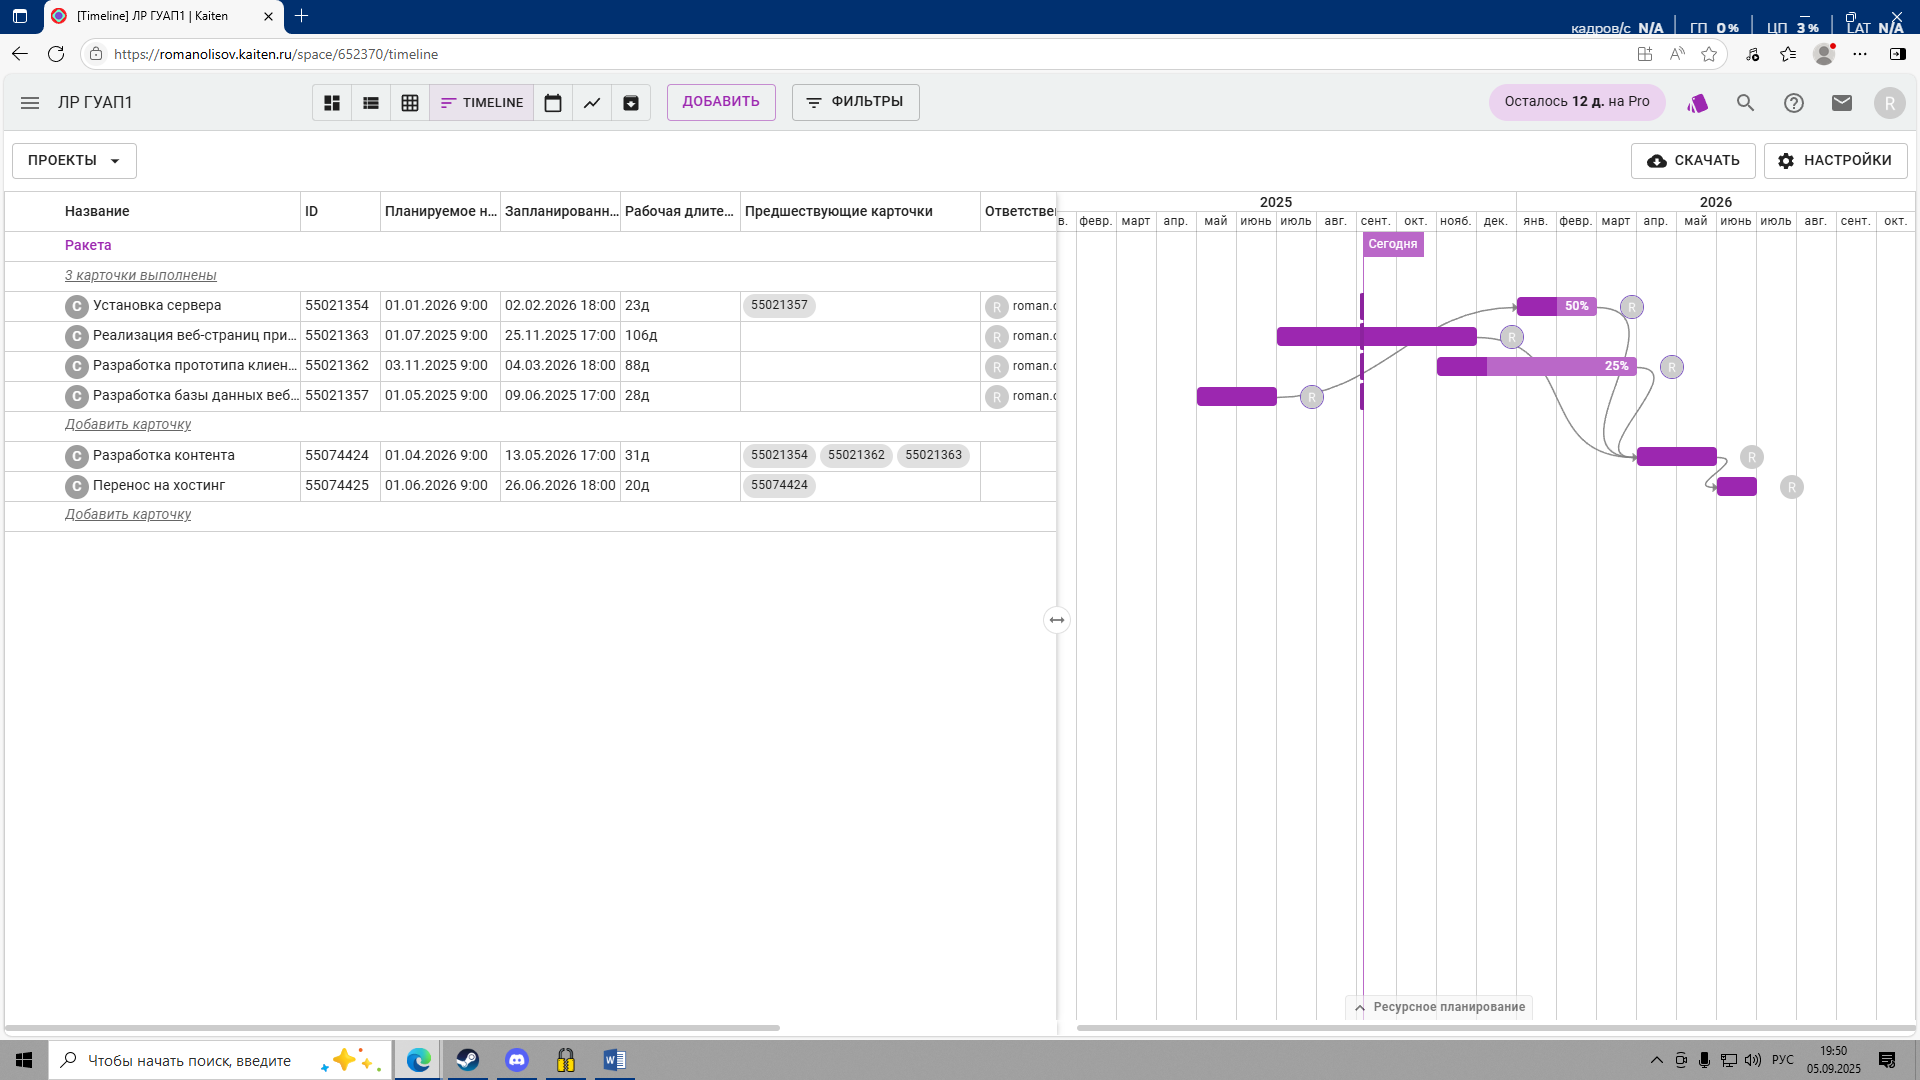 [Timeline] ЛР ГУАП1 | Kaiten
кадров/с N/A ГП 0 % ЦП 3 % LAT N/A
https://romanolisov.kaiten.ru/space/652370/timeline
ЛР ГУАП1
TIMELINE
ДОБАВИТЬ
ФИЛЬТРЫ
Осталось 12 д. на Pro
R
ПРОЕКТЫ
СКАЧАТЬ
НАСТРОЙКИ
Название ID Планируемое н... Запланированн... Рабочая длите... Предшествующие карточки Ответстве
2025 2026
в. февр. март апр. май июнь июль авг. сент. окт. нояб. дек. янв. февр. март апр. май июнь июль авг. сент. окт.
Ракета
Сегодня
3 карточки выполнены
C Установка сервера 55021354 01.01.2026 9:00 02.02.2026 18:00 23д 55021357 R roman.o
50% R
C Реализация веб-страниц при... 55021363 01.07.2025 9:00 25.11.2025 17:00 106д R roman.o
R
C Разработка прототипа клиен... 55021362 03.11.2025 9:00 04.03.2026 18:00 88д R roman.o
25% R
C Разработка базы данных веб... 55021357 01.05.2025 9:00 09.06.2025 17:00 28д R roman.o
R
Добавить карточку
C Разработка контента 55074424 01.04.2026 9:00 13.05.2026 17:00 31д 55021354 55021362 55021363
R
C Перенос на хостинг 55074425 01.06.2026 9:00 26.06.2026 18:00 20д 55074424
R
Добавить карточку
Ресурсное планирование
Чтобы начать поиск, введите
РУС
19:50
05.09.2025